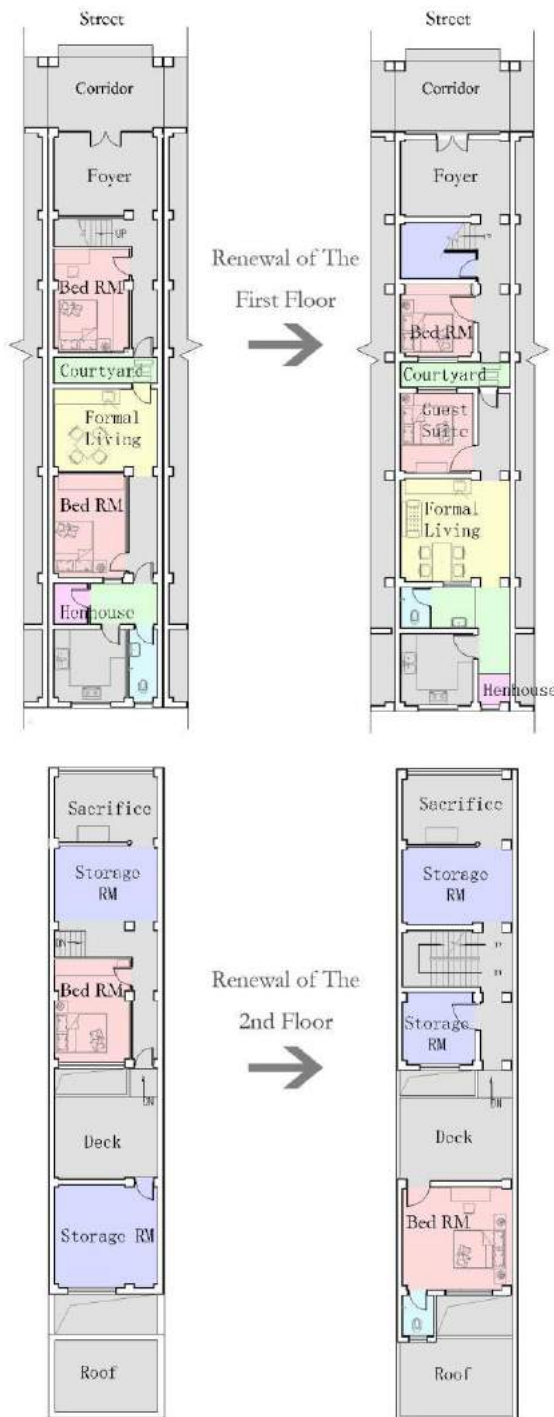 Street
Corridor
Foyer
UP
Bed RM
Courtyard
Formal
Living
Bed RM
Henhouse
Renewal of The
First Floor
Street
Corridor
Foyer
Bed RM
Courtyard
Guest
Suite
Formal
Living
Henhouse
Sacrifice
Storage
RM
DN
Bed RM
DN
Deck
Storage RM
Roof
Renewal of The
2nd Floor
Sacrifice
Storage
RM
Storage
RM
DN
Deck
Bed RM
Roof